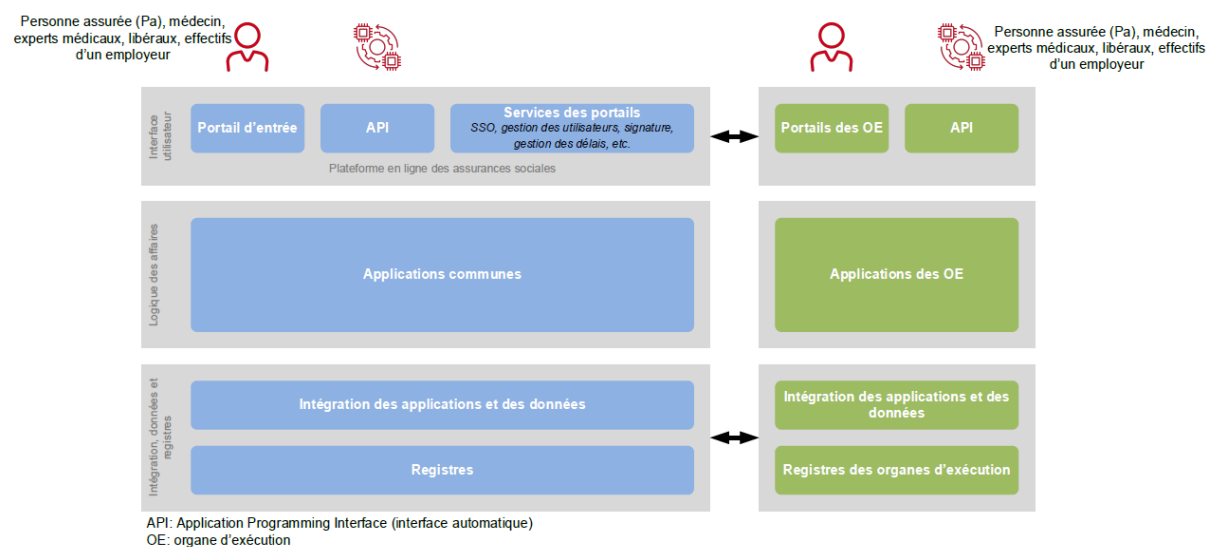 Personne assurée (Pa), médecin,
experts médicaux, libéraux, effectifs
d'un employeur
Personne assurée (Pa), médecin,
experts médicaux, libéraux, effectifs
d'un employeur
Interface
utilisateur
Portail d'entrée
API
Services des portails
SSO, gestion des utilisateurs, signature,
gestion des délais, etc.
Plateforme en ligne des assurances sociales
Portails des OE
API
Logique des affaires
Applications communes
Applications des OE
Intégration, données et
registres
Intégration des applications et des données
Registres
Intégration des applications et des
données
Registres des organes d'exécution
API: Application Programming Interface (interface automatique)
OE: organe d'exécution